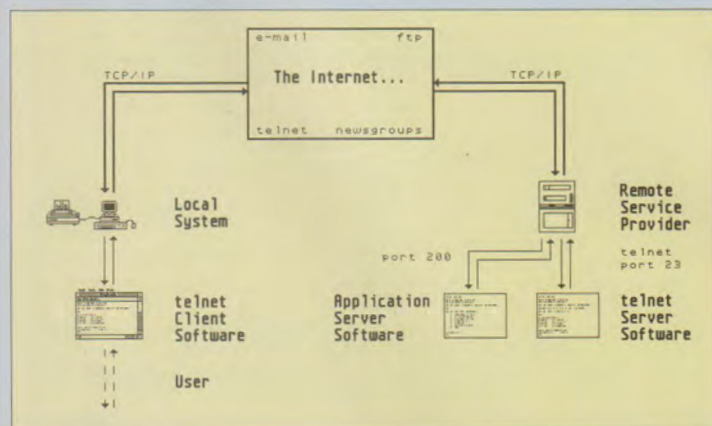 e-mail ftp
TCP/IP
The Internet...
TCP/IP
telnet newsgroups
Local
System
Remote
Service
Provider
port 200
telnet
port 23
telnet
Client
Software
Application
Server
Software
telnet
Server
Software
User